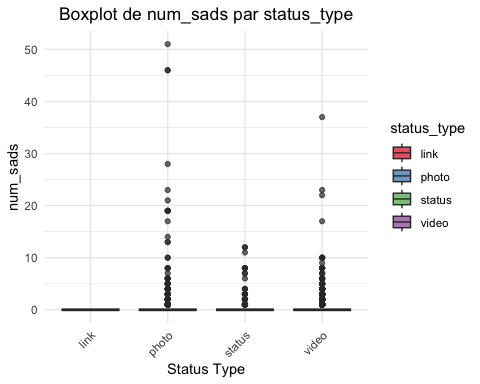 Boxplot de num_sads par status_type
num_sads
50
40
30
20
10
0
link
photo
status
video
Status Type
status_type
link
photo
status
video